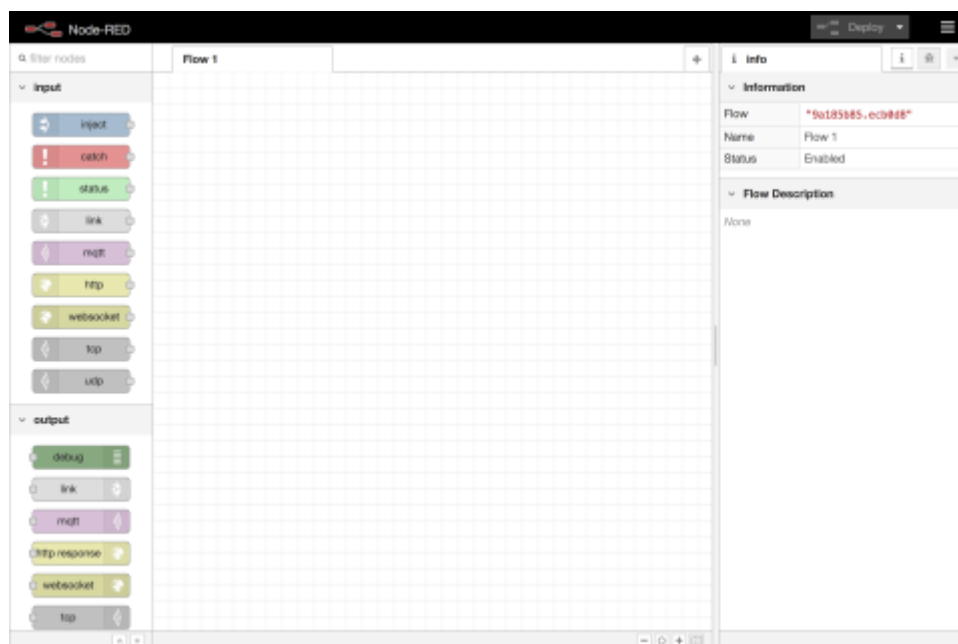 Node-RED
Deploy
filter nodes
Flow 1
info
input
inject
catch
status
link
mqtt
http
websocket
tcp
udp
output
debug
link
mqtt
http response
websocket
tcp
Information
Flow "9a185b85.ecb0d8"
Name Flow 1
Status Enabled
Flow Description
None